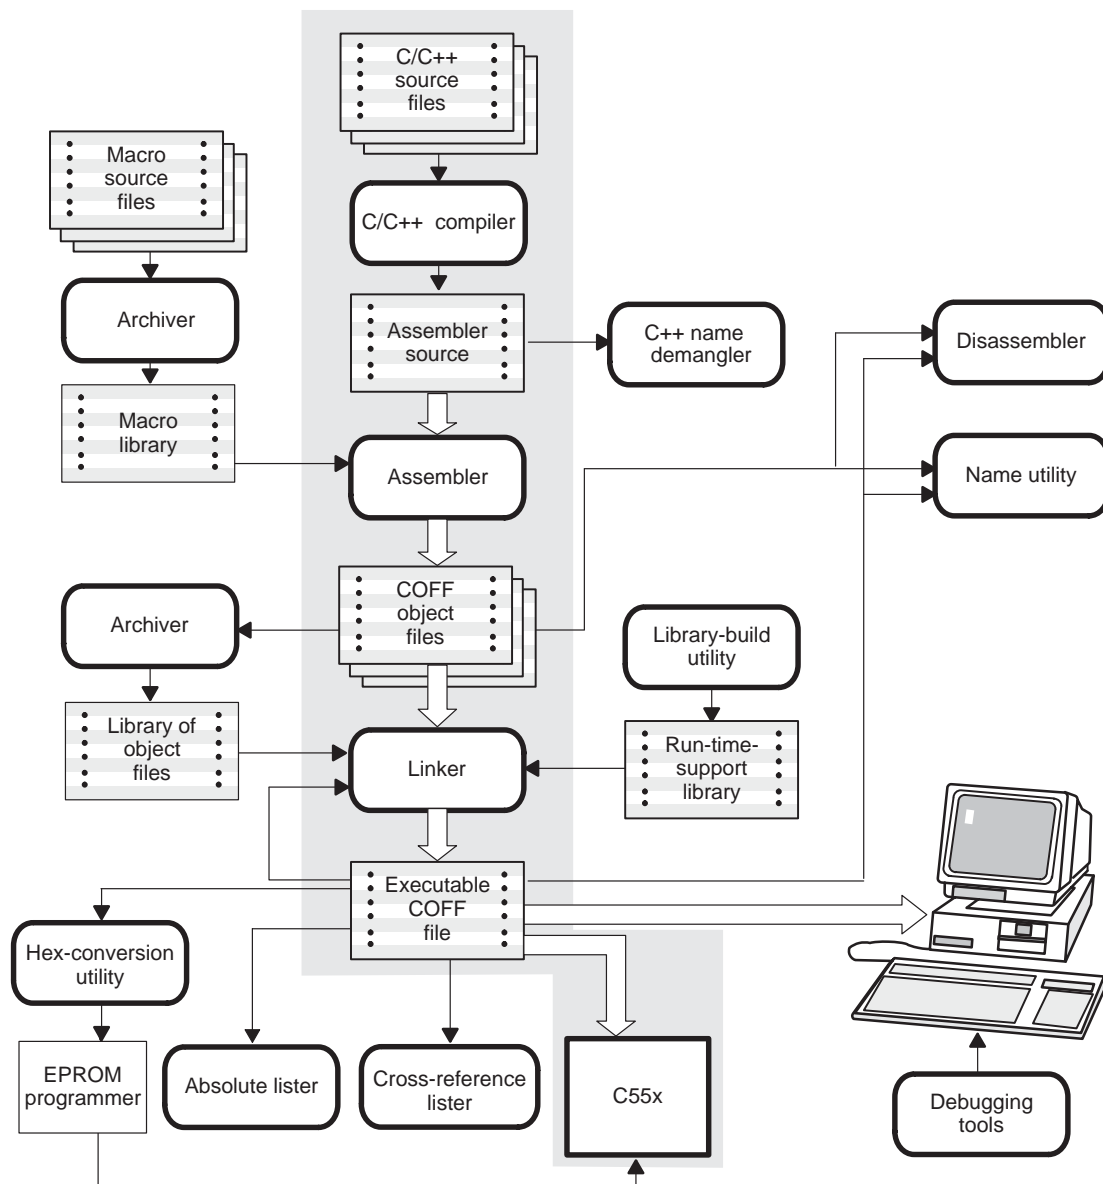 C/C++
source
files
Macro
source
files
C/C++ compiler
Archiver
Assembler
source
C++ name
demangler
Disassembler
Macro
library
Assembler
Name utility
Archiver
COFF
object
files
Library-build
utility
Library of
object
files
Linker
Run-time-
support
library
Executable
COFF
file
Hex-conversion
utility
EPROM
programmer
Absolute lister
Cross-reference
lister
C55x
Debugging
tools